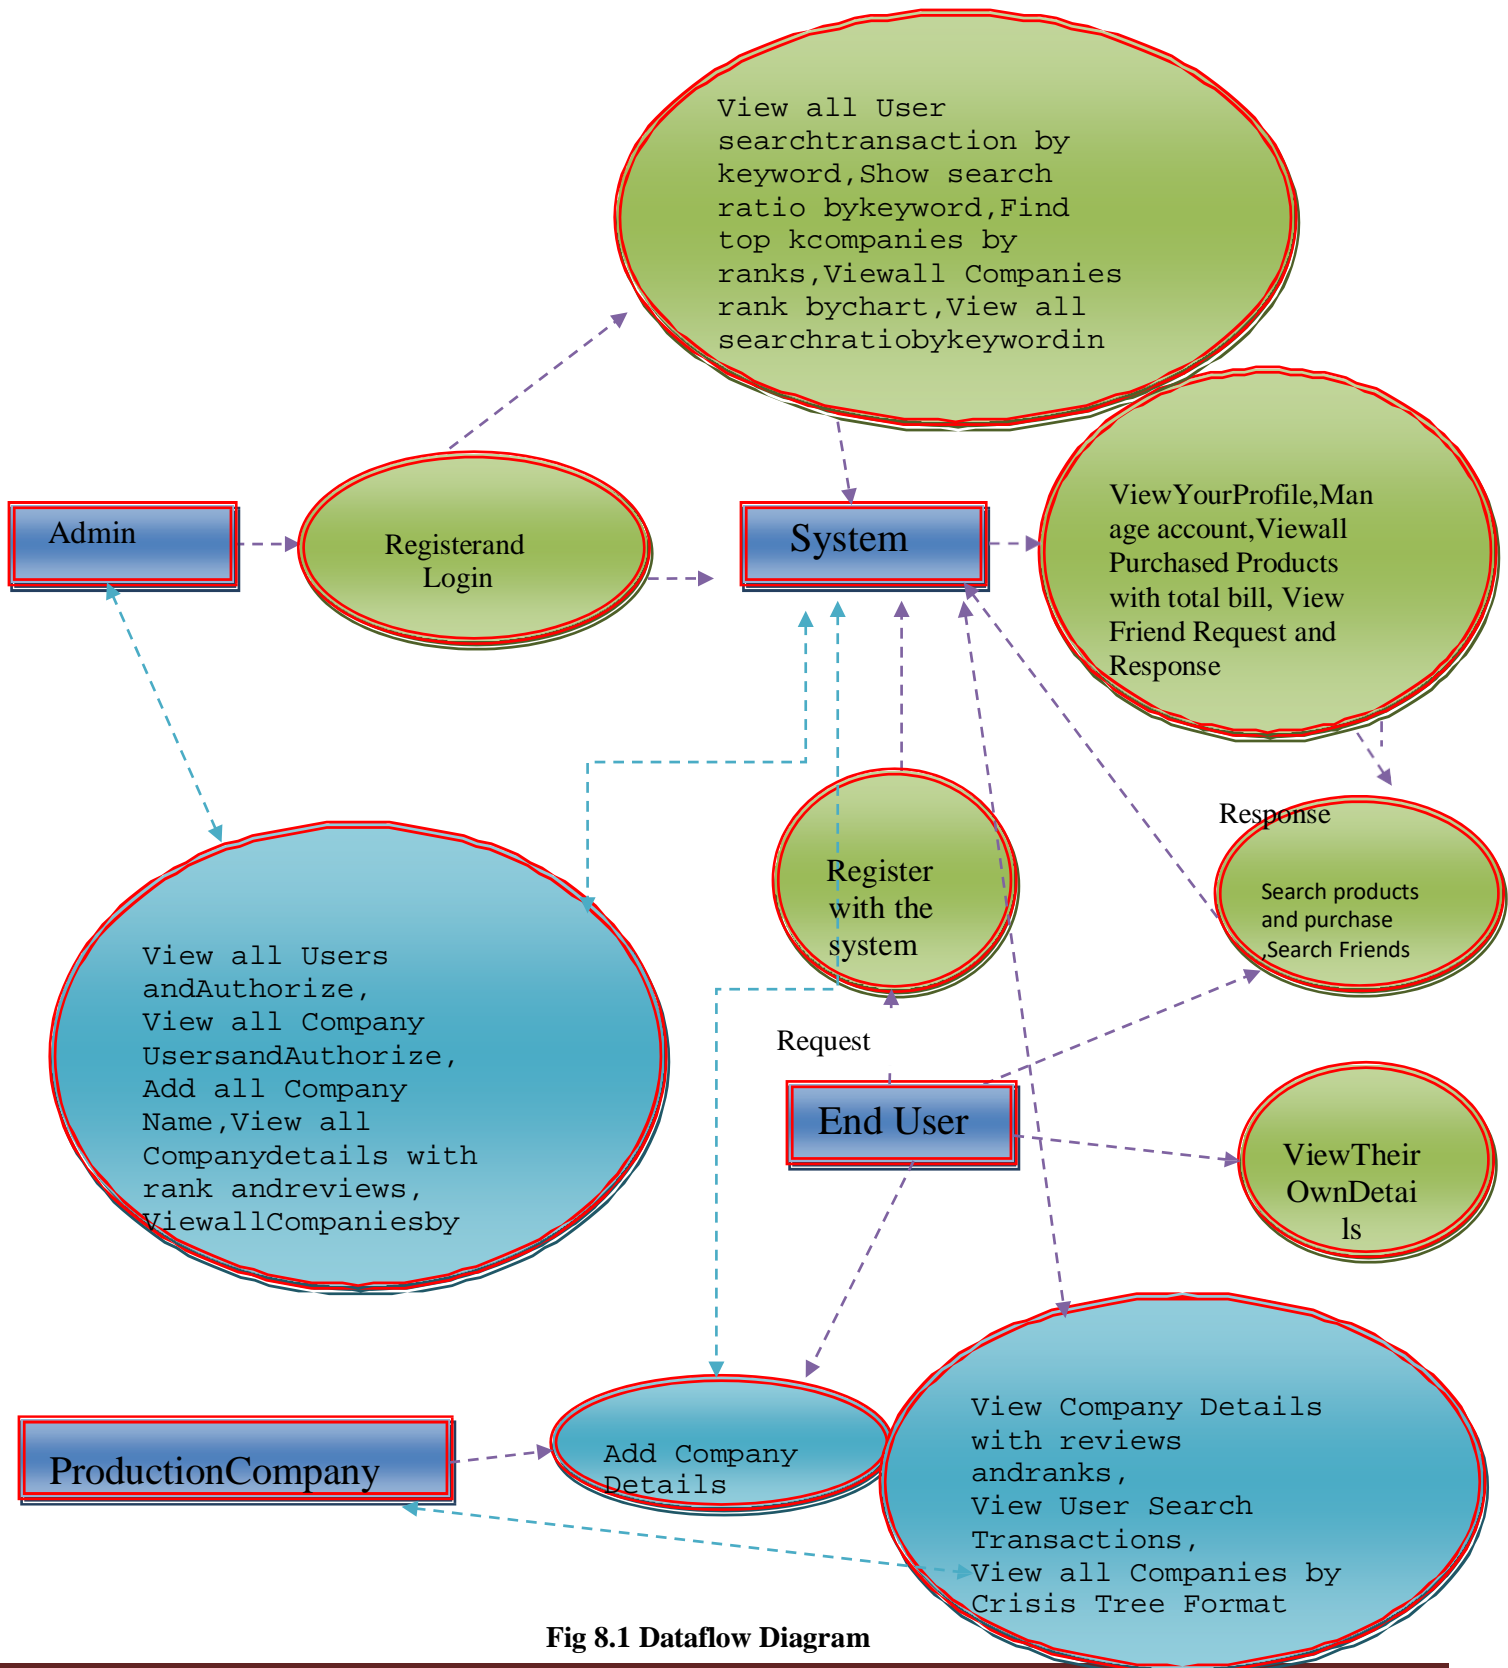 View all User
searchtransaction by
keyword,Show search
ratio bykeyword,Find
top kcompanies by
ranks,Viewall Companies
rank bychart,View all
searchratiobykeywordin
Admin
Registerand
Login
System
ViewYourProfile,Man
age account,Viewall
Purchased Products
with total bill, View
Friend Request and
Response
Response
Search products
and purchase
,Search Friends
Register
with the
system
View all Users
andAuthorize,
View all Company
UsersandAuthorize,
Add all Company
Name,View all
Companydetails with
rank andreviews,
ViewallCompaniesby
Request
End User
ViewTheir
OwnDetai
ls
ProductionCompany
Add Company
Details
View Company Details
with reviews
andranks,
View User Search
Transactions,
View all Companies by
Crisis Tree Format
Fig 8.1 Dataflow Diagram